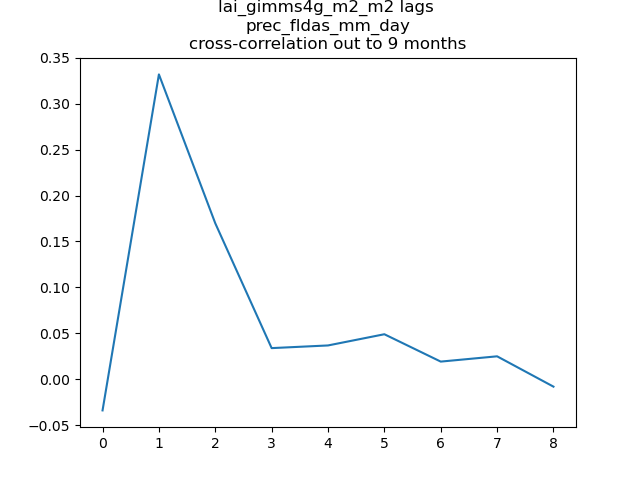 lai_gimms4g_m2_m2 lags
prec_fldas_mm_day
cross-correlation out to 9 months
0.35
0.30
0.25
0.20
0.15
0.10
0.05
0.00
−0.05
0 1 2 3 4 5 6 7 8